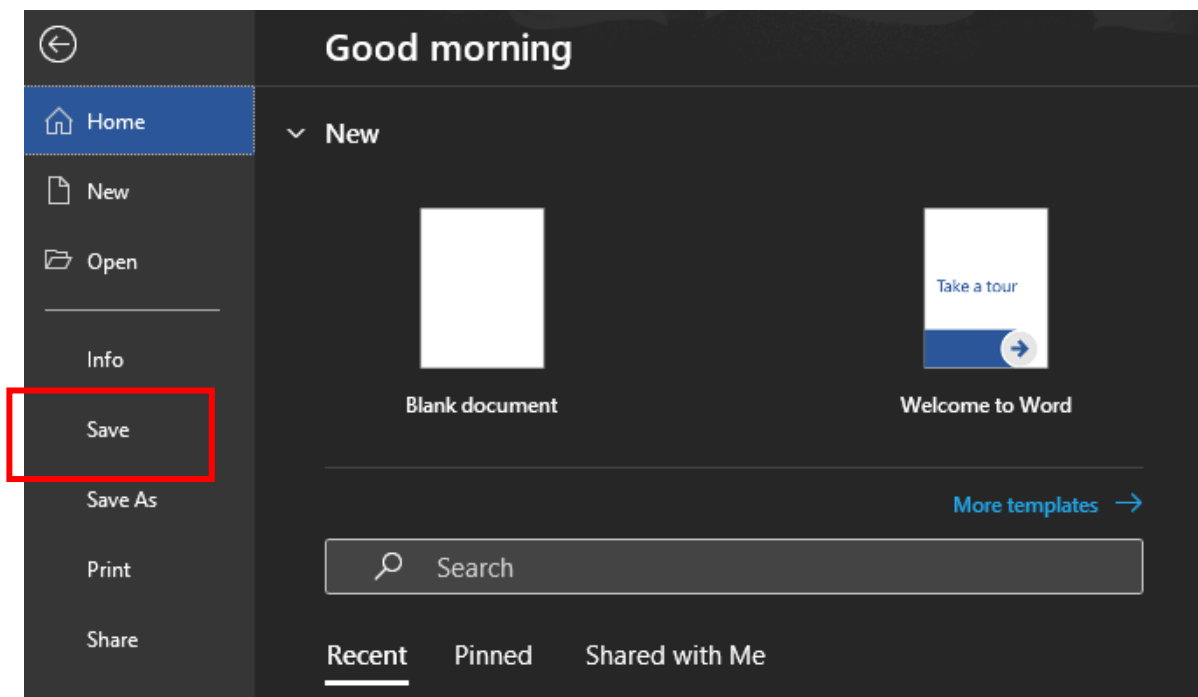 Good morning
Home
New
Open
Info
Save
Save As
Print
Share
New
Take a tour
Blank document
Welcome to Word
More templates
Search
Recent Pinned Shared with Me